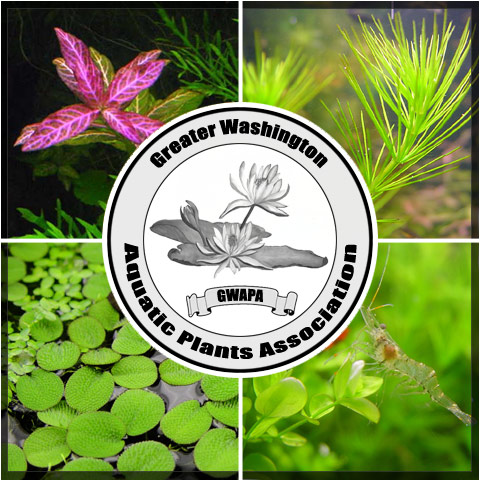 Greater Washington
GWAPA
Aquatic Plants Association